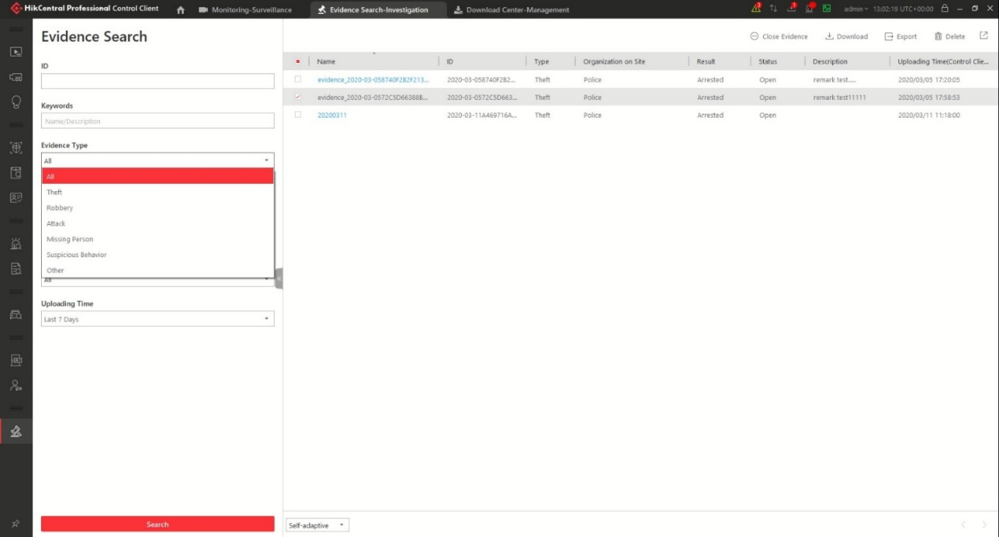 HikCentral Professional Control Client
Monitoring-Surveillance
Evidence Search-Investigation
Download Center-Management
3
1
admin
13:02:19 UTC+00:00
Evidence Search
ID
Keywords
Name/Description
Evidence Type
All
All
Theft
Robbery
Attack
Missing Person
Suspicious Behavior
Other
All
Uploading Time
Last 7 Days
Search
Close Evidence Download Export Delete
Name ID Type Organization on Site Result Status Description Uploading Time(Control Clie...
evidence_2020-03-058740F2B2F213... 2020-03-058740F2B2... Theft Police Arrested Open remark test..... 2020/03/05 17:20:05
evidence_2020-03-0572C5D66388B... 2020-03-0572C5D663... Theft Police Arrested Open remark test11111 2020/03/05 17:58:53
20200311 2020-03-11A469716A... Theft Police Arrested Open 2020/03/11 11:18:00
Self-adaptive